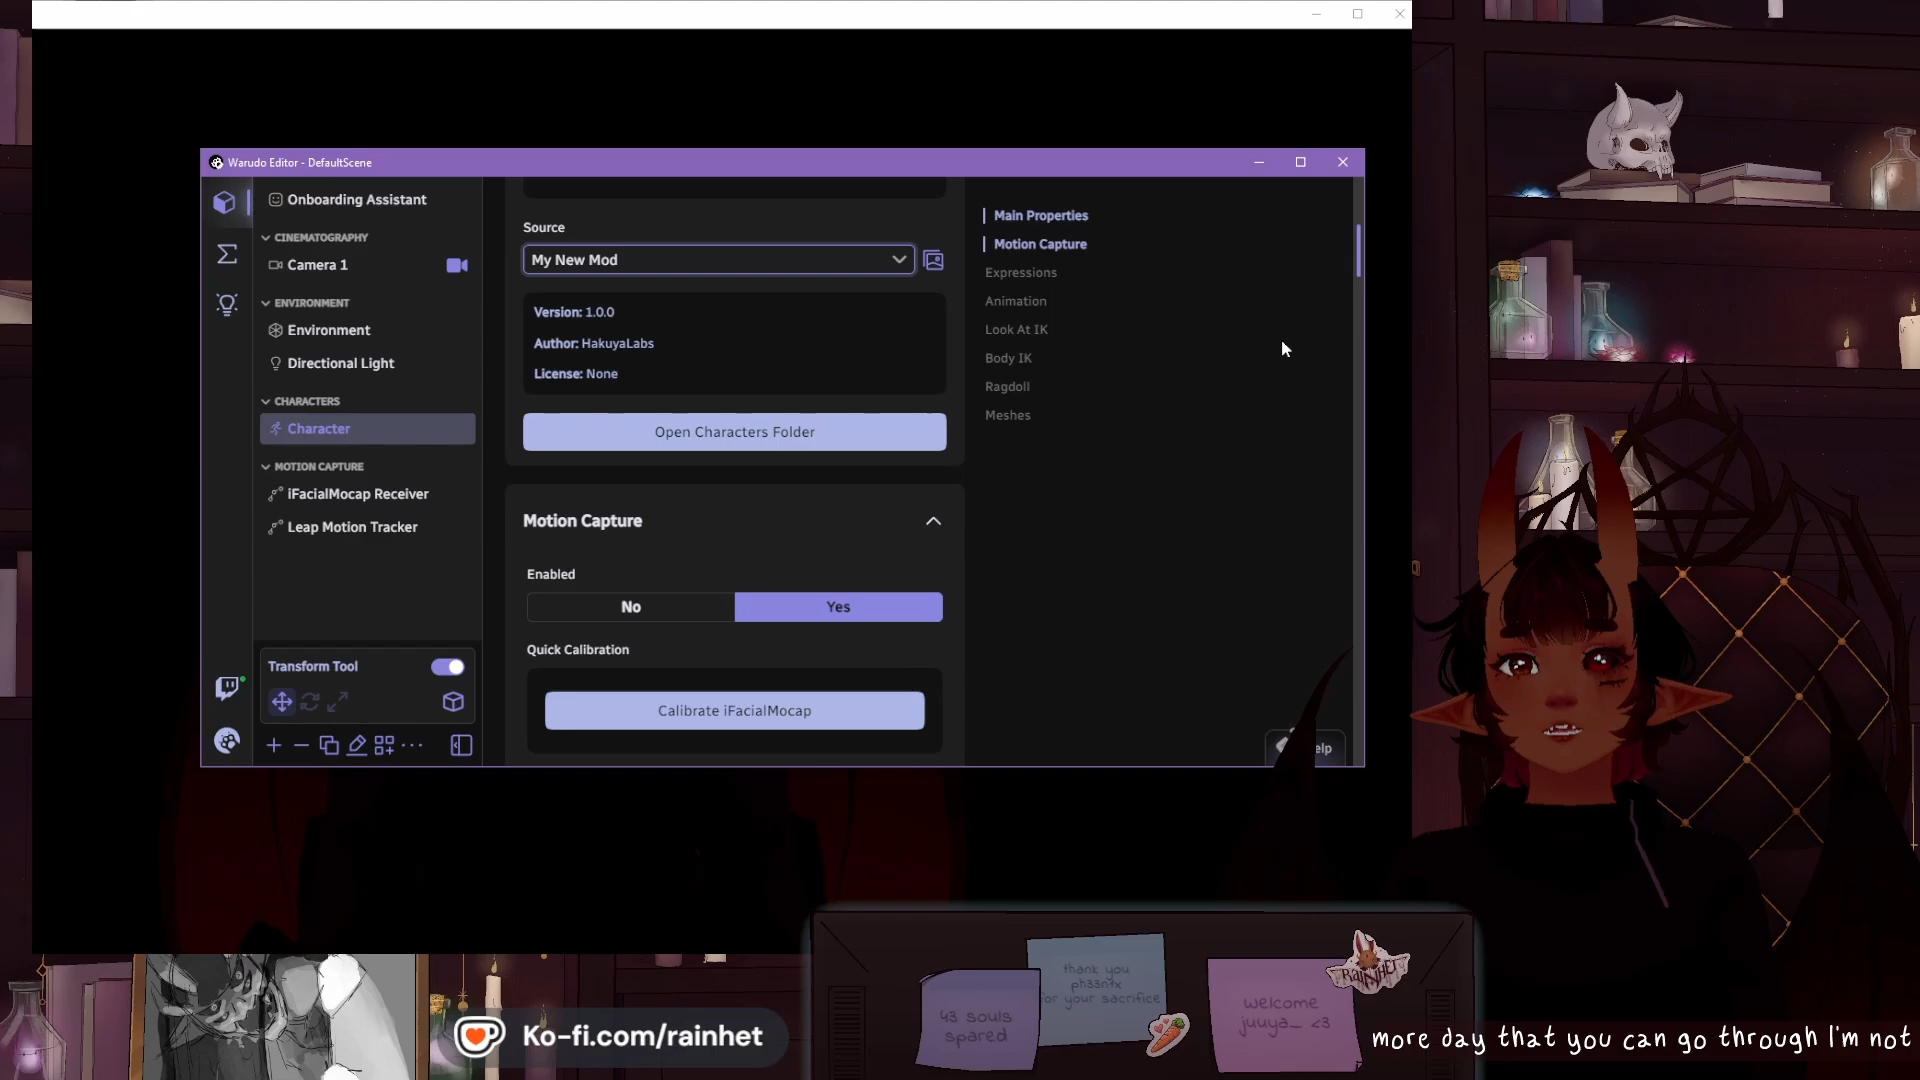 Warudo Editor - DefaultScene
Onboarding Assistant
CINEMATOGRAPHY
Camera 1
ENVIRONMENT
Environment
Directional Light
CHARACTERS
Character
MOTION CAPTURE
iFacialMocap Receiver
Leap Motion Tracker
Transform Tool
Source
My New Mod
Version: 1.0.0
Author: HakuyaLabs
License: None
Open Characters Folder
Motion Capture
Enabled
No
Yes
Quick Calibration
Calibrate iFacialMocap
Main Properties
Motion Capture
Expressions
Animation
Look At IK
Body IK
Ragdoll
Meshes
elp
Ko-fi.com/rainhet
43 souls
spared
thank you
ph33n1x
for your sacrifice
welcome
juuya_ <3
RAINHET
more day that you can go through I'm not